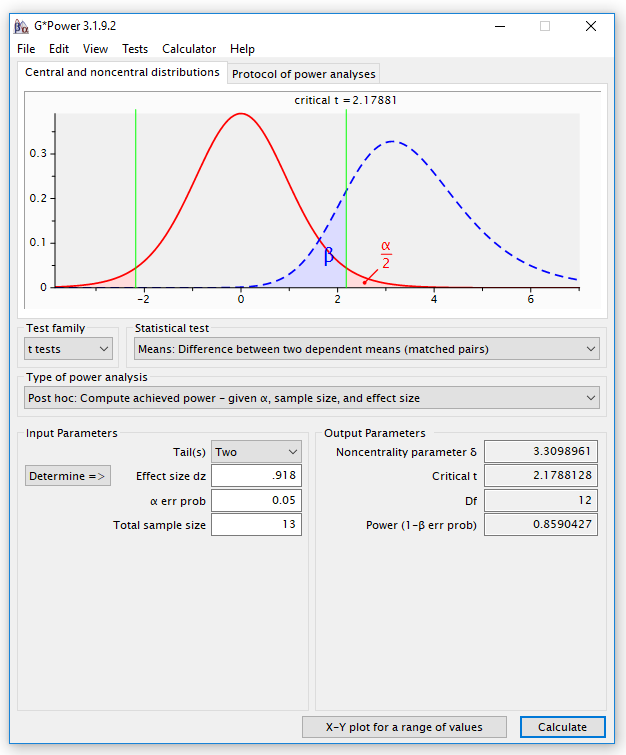 G*Power 3.1.9.2
File Edit View Tests Calculator Help
Central and noncentral distributions Protocol of power analyses
critical t = 2.17881
0.3
0.2
0.1
0
β
α
2
-2 0 2 4 6
Test family Statistical test
t tests Means: Difference between two dependent means (matched pairs)
Type of power analysis
Post hoc: Compute achieved power – given α, sample size, and effect size
Input Parameters
Tail(s) Two
Determine => Effect size dz .918
α err prob 0.05
Total sample size 13
Output Parameters
Noncentrality parameter δ 3.3098961
Critical t 2.1788128
Df 12
Power (1-β err prob) 0.8590427
X-Y plot for a range of values Calculate